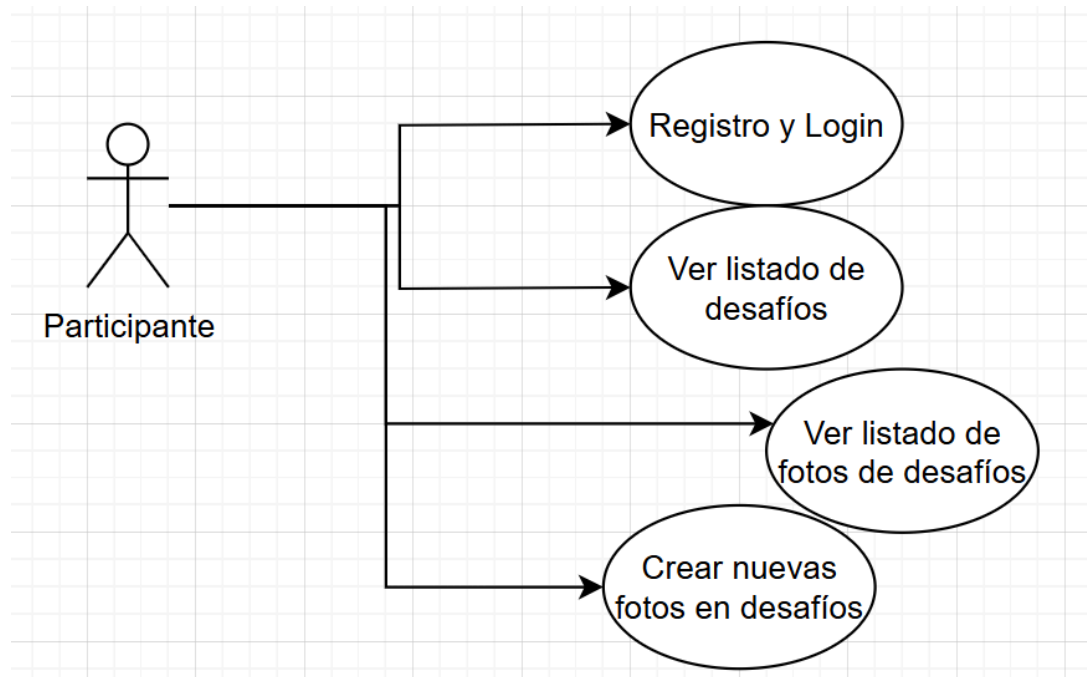 Registro y Login
Ver listado de
desafíos
Participante
Ver listado de
fotos de desafíos
Crear nuevas
fotos en desafíos